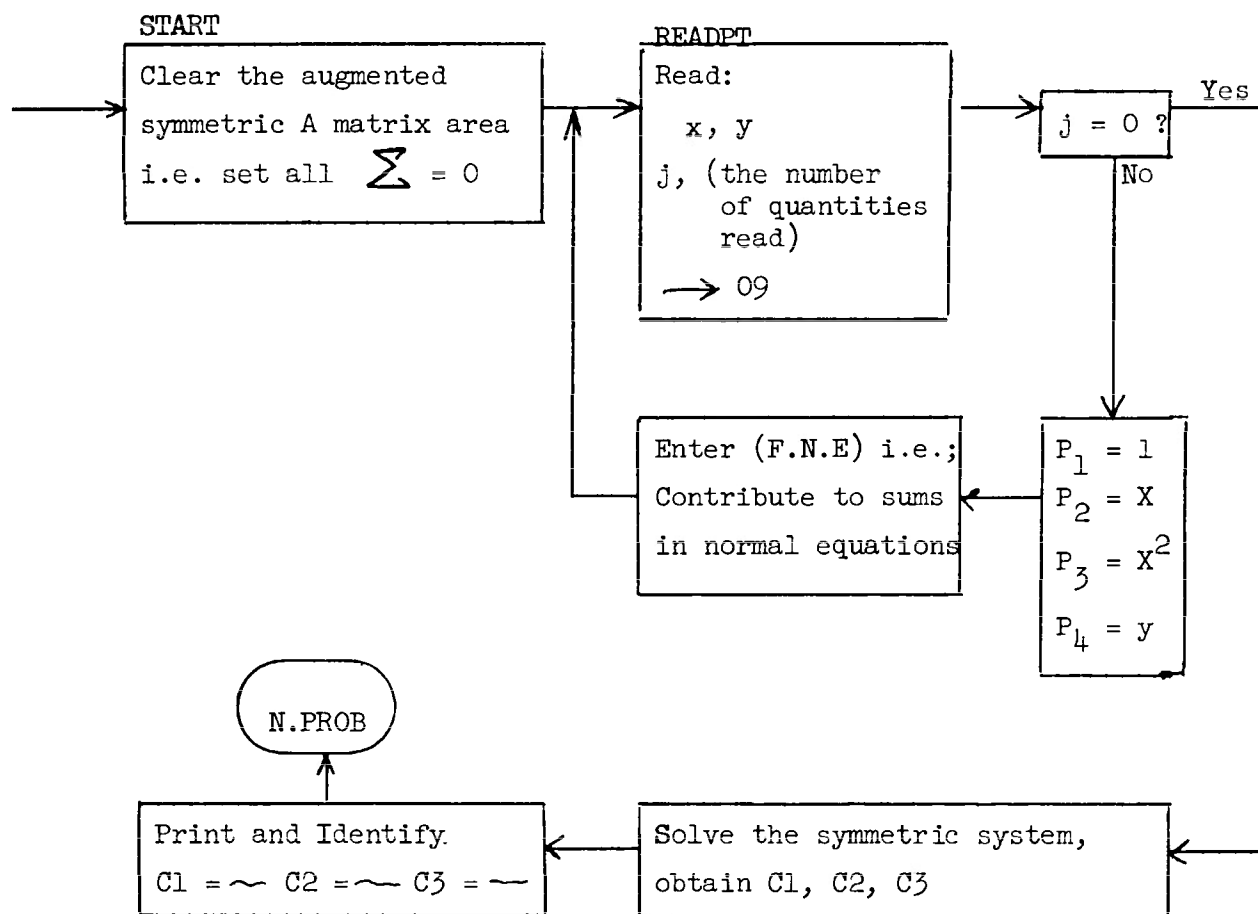 START
Clear the augmented
symmetric A matrix area
i.e. set all ∑ = 0
READPT
Read:
x, y
j, (the number
of quantities
read)
→ 09
j = 0 ?
Yes
No
P₁ = 1
P₂ = X
P₃ = X²
P₄ = y
Enter (F.N.E) i.e.;
Contribute to sums
in normal equations
Solve the symmetric system,
obtain C1, C2, C3
Print and Identify.
C1 = ~ C2 = ~ C3 = ~
N.PROB